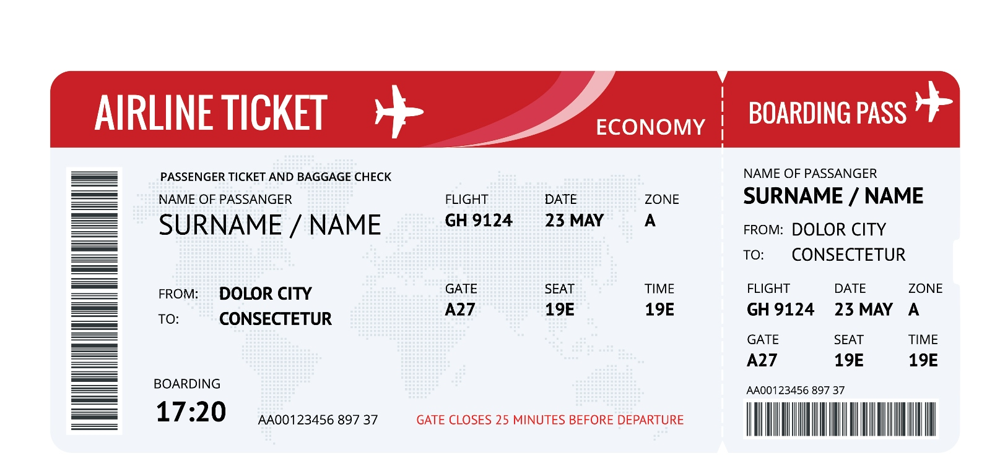 AIRLINE TICKET
ECONOMY
PASSENGER TICKET AND BAGGAGE CHECK
NAME OF PASSANGER
SURNAME / NAME
FLIGHT DATE ZONE
GH 9124 23 MAY A
FROM: DOLOR CITY
TO: CONSECTETUR
GATE SEAT TIME
A27 19E 19E
BOARDING
17:20
AA00123456 897 37
GATE CLOSES 25 MINUTES BEFORE DEPARTURE
BOARDING PASS
NAME OF PASSANGER
SURNAME / NAME
FROM: DOLOR CITY
TO: CONSECTETUR
FLIGHT DATE ZONE
GH 9124 23 MAY A
GATE SEAT TIME
A27 19E 19E
AA00123456 897 37